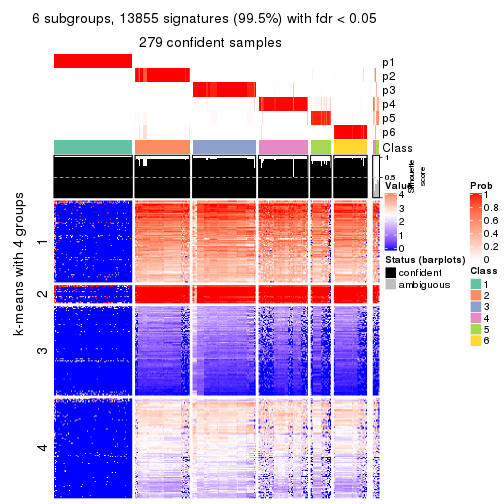 6 subgroups, 13855 signatures (99.5%) with fdr < 0.05
279 confident samples
p1
p2
p3
p4
p5
p6
Class
1
0.5
Silhouette
score
k-means with 4 groups
1
2
3
4
Value
4
3
2
1
0
Status (barplots)
confident
ambiguous
Prob
1
0.8
0.6
0.4
0.2
0
Class
1
2
3
4
5
6